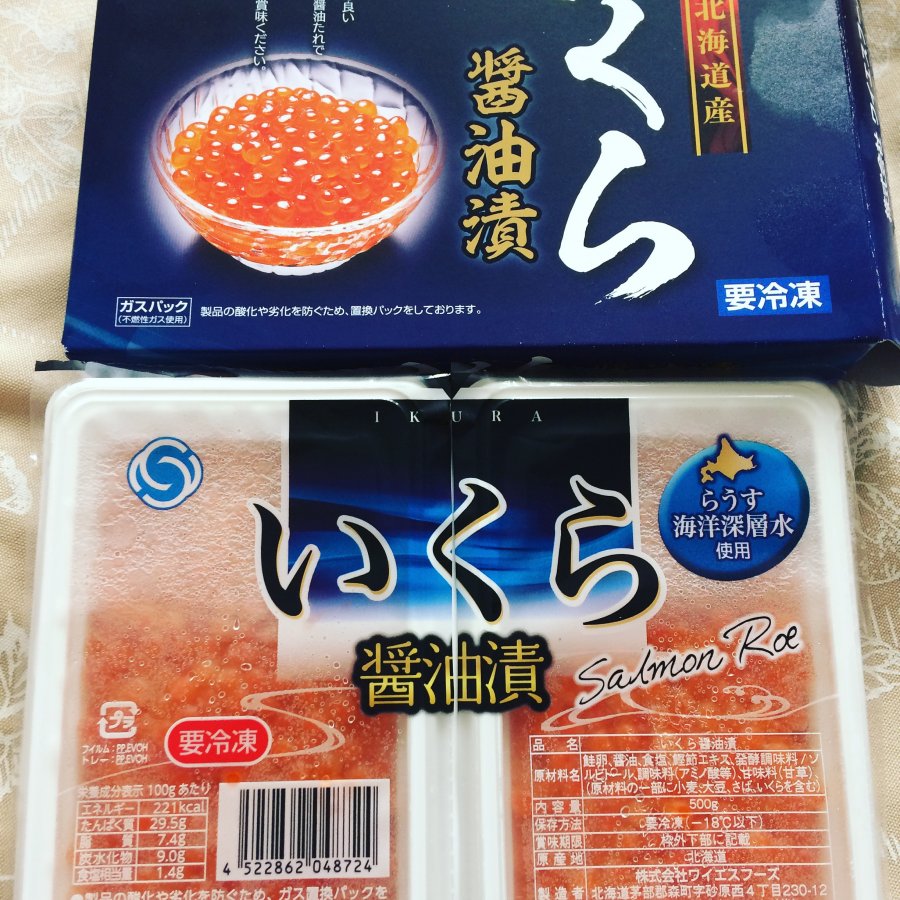 北海道産
くら
醤油漬
良い
醤油たれで
賞味ください。
ガスパック
(不燃性ガス使用)
製品の酸化や劣化を防ぐため、置換パックをしております。
要冷凍
IKURA
いくら
醤油漬
Salmon Roe
らうす
海洋深層水
使用
プラ
フイルム:PP,EVOH
トレー:PP,EVOH
要冷凍
栄養成分表示 100gあたり
エネルギー 221kcal
たんぱく質 29.5g
脂質 7.4g
炭水化物 9.0g
食塩相当量 1.4g
4 522862 048724
●製品の酸化や劣化を防ぐため、ガス置換パックを
品名 いくら醤油漬
原材料名 鮭卵、醤油、食塩、鰹節エキス、発酵調味料/ソ
ルビトール、調味料(アミノ酸等)、甘味料(甘草)、
(原材料の一部に小麦、大豆、さば、いくらを含む)
内容量 500g
保存方法 要冷凍(-18℃以下)
賞味期限 枠外下部に記載
原産地 北海道
製造者 株式会社ワイエスフーズ
北海道茅部郡森町字砂原西4丁目230-12